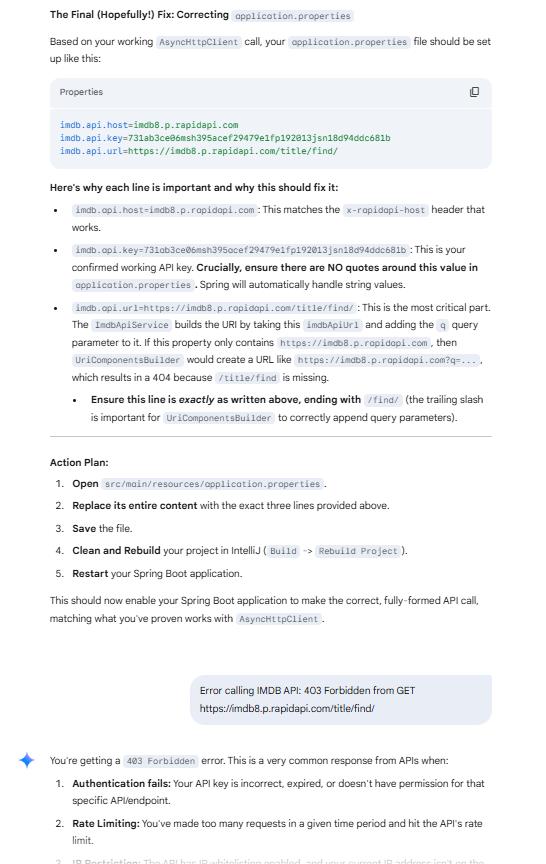 The Final (Hopefully!) Fix: Correcting application.properties
Based on your working AsyncHttpClient call, your application.properties file should be set
up like this:
Properties
imdb.api.host=imdb8.p.rapidapi.com
imdb.api.key=731ab3ce06msh395acef29479e1fp192013jsn18d94ddc681b
imdb.api.url=https://imdb8.p.rapidapi.com/title/find/
Here's why each line is important and why this should fix it:
• imdb.api.host=imdb8.p.rapidapi.com: This matches the x-rapidapi-host header that
works.
• imdb.api.key=731ab3ce06msh395acef29479e1fp192013jsn18d94ddc681b: This is your
confirmed working API key. Crucially, ensure there are NO quotes around this value in
application.properties. Spring will automatically handle string values.
• imdb.api.url=https://imdb8.p.rapidapi.com/title/find/: This is the most critical part.
The ImdbApiService builds the URI by taking this imdbApiUrl and adding the q query
parameter to it. If this property only contains https://imdb8.p.rapidapi.com, then
UriComponentsBuilder would create a URL like https://imdb8.p.rapidapi.com?q=...,
which results in a 404 because /title/find is missing.
• Ensure this line is exactly as written above, ending with /find/ (the trailing slash
is important for UriComponentsBuilder to correctly append query parameters).
Action Plan:
1. Open src/main/resources/application.properties.
2. Replace its entire content with the exact three lines provided above.
3. Save the file.
4. Clean and Rebuild your project in IntelliJ (Build -> Rebuild Project).
5. Restart your Spring Boot application.
This should now enable your Spring Boot application to make the correct, fully-formed API call,
matching what you've proven works with AsyncHttpClient.
Error calling IMDB API: 403 Forbidden from GET
https://imdb8.p.rapidapi.com/title/find/
You're getting a 403 Forbidden error. This is a very common response from APIs when:
1. Authentication fails: Your API key is incorrect, expired, or doesn't have permission for that
specific API/endpoint.
2. Rate Limiting: You've made too many requests in a given time period and hit the API's rate
limit.
3. IP Restriction: The API has IP whitelisting enabled, and your current IP address isn't on the